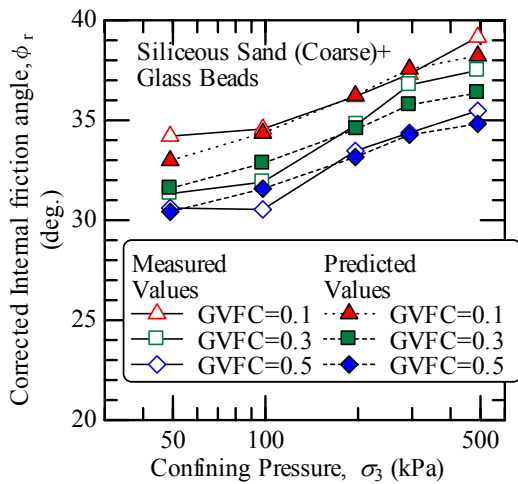 Siliceous Sand (Coarse)+
Glass Beads
Corrected Internal friction angle, ϕr
(deg.)
40
35
30
25
20
Measured
Values
GVFC=0.1
GVFC=0.3
GVFC=0.5
Predicted
Values
GVFC=0.1
GVFC=0.3
GVFC=0.5
50 100 500
Confining Pressure, σ3 (kPa)